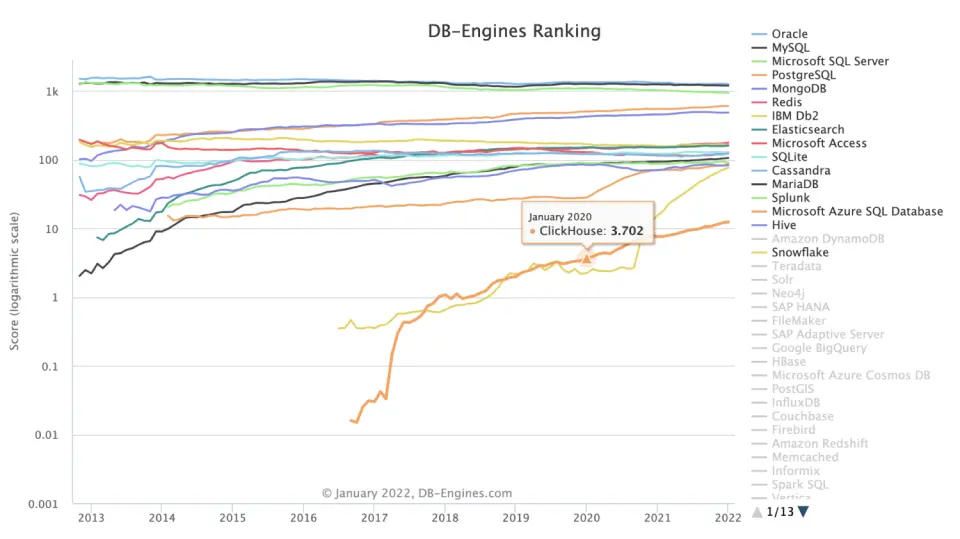 DB-Engines Ranking
Score (logarithmic scale)
1k
100
10
1
0.1
0.01
0.001
2013 2014 2015 2016 2017 2018 2019 2020 2021 2022
January 2020
ClickHouse: 3.702
© January 2022, DB-Engines.com
Oracle
MySQL
Microsoft SQL Server
PostgreSQL
MongoDB
Redis
IBM Db2
Elasticsearch
Microsoft Access
SQLite
Cassandra
MariaDB
Splunk
Microsoft Azure SQL Database
Hive
Amazon DynamoDB
Snowflake
Teradata
Solr
Neo4j
SAP HANA
FileMaker
SAP Adaptive Server
Google BigQuery
HBase
Microsoft Azure Cosmos DB
PostGIS
InfluxDB
Couchbase
Firebird
Amazon Redshift
Memcached
Informix
Spark SQL
Vertica
1/13